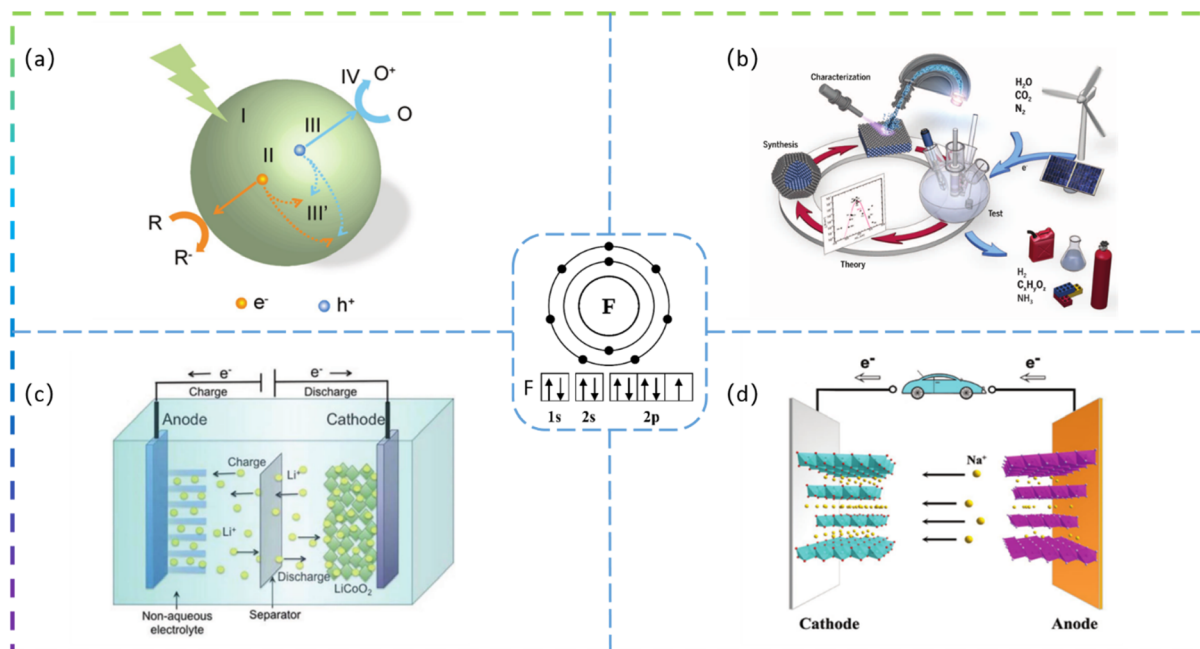 (a)
I
II
III
III'
IV
O⁺
O
R
R⁻
e⁻
h⁺
(b)
Characterization
Synthesis
Theory
Test
H₂O
CO₂
N₂
e⁻
H₂
CₓHᵧOₓ
NH₃
F
F
1s 2s 2p
(c)
e⁻ e⁻
Charge Discharge
Anode Cathode
Charge
Li⁺
Li⁺
Discharge
LiCoO₂
Non-aqueous
electrolyte
Separator
(d)
e⁻ e⁻
Na⁺
Cathode Anode